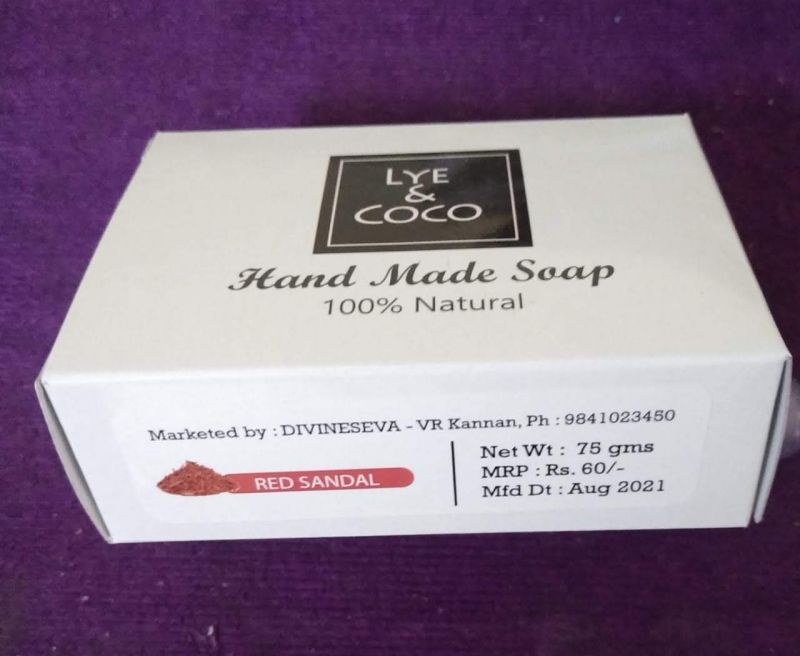 LYE
&
COCO
Hand Made Soap
100% Natural
Marketed by : DIVINESEVA - VR Kannan, Ph : 9841023450
RED SANDAL
Net Wt : 75 gms
MRP : Rs. 60/-
Mfd Dt : Aug 2021